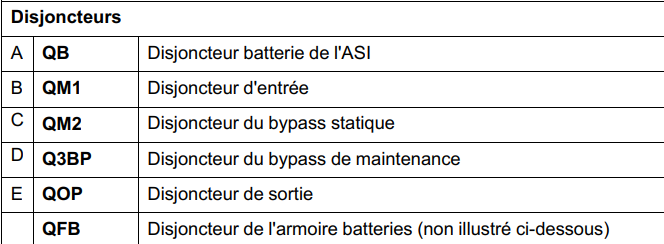 Disjoncteurs
A QB Disjoncteur batterie de l'ASI
B QM1 Disjoncteur d'entrée
C QM2 Disjoncteur du bypass statique
D Q3BP Disjoncteur du bypass de maintenance
E QOP Disjoncteur de sortie
QFB Disjoncteur de l'armoire batteries (non illustré ci-dessous)